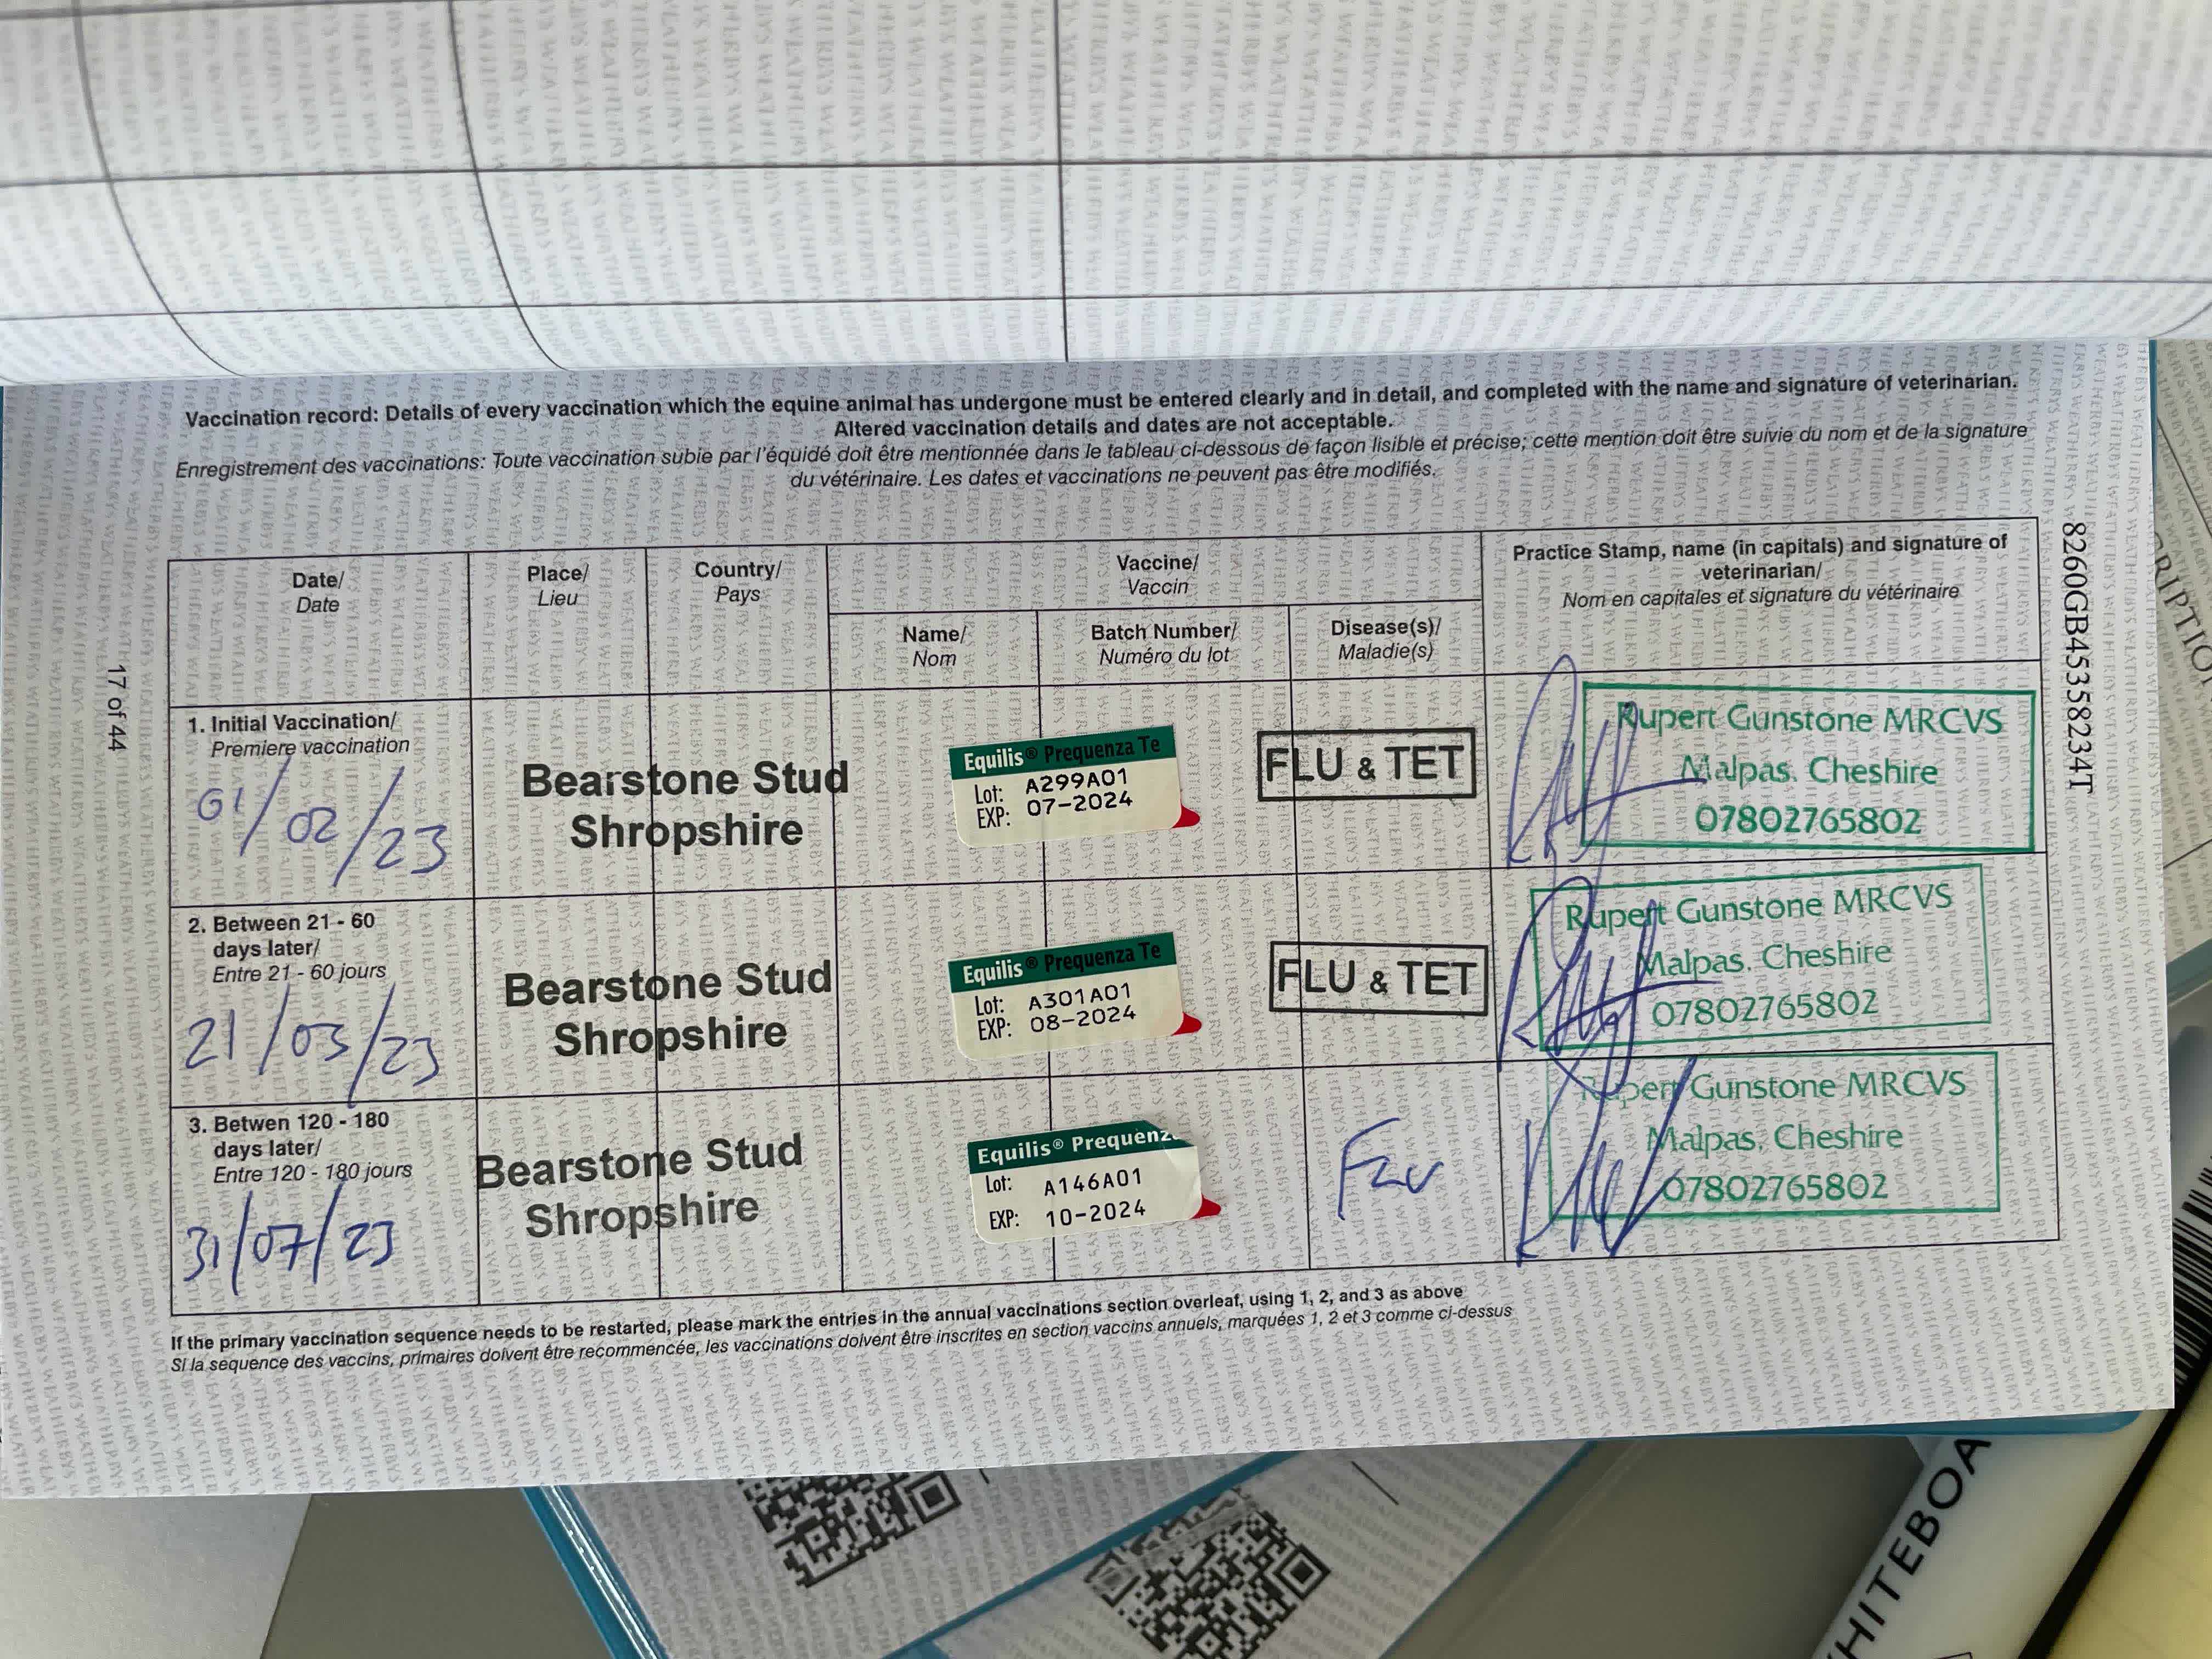 Vaccination record: Details of every vaccination which the equine animal has undergone must be entered clearly and in detail, and completed with the name and signature of veterinarian.
Altered vaccination details and dates are not acceptable.
Enregistrement des vaccinations: Toute vaccination subie par l'équidé doit être mentionnée dans le tableau ci-dessous de façon lisible et précise; cette mention doit être suivie du nom et de la signature
du vétérinaire. Les dates et vaccinations ne peuvent pas être modifiés.
Date/
Date
Place/
Lieu
Country/
Pays
Vaccine/
Vaccin
Name/
Nom
Batch Number/
Numéro du lot
Disease(s)/
Maladie(s)
Practice Stamp, name (in capitals) and signature of
veterinarian/
Nom en capitales et signature du vétérinaire
1. Initial Vaccination/
Premiere vaccination
01/02/23
Bearstone Stud
Shropshire
Equilis® Prequenza Te
Lot: A299A01
EXP: 07-2024
FLU & TET
Rupert Gunstone MRCVS
Malpas. Cheshire
07802765802
2. Between 21 - 60
days later/
Entre 21 - 60 jours
21/03/23
Bearstone Stud
Shropshire
Equilis® Prequenza Te
Lot: A301A01
EXP: 08-2024
FLU & TET
Rupert Gunstone MRCVS
Malpas. Cheshire
07802765802
3. Betwen 120 - 180
days later/
Entre 120 - 180 jours
31/07/23
Bearstone Stud
Shropshire
Equilis® Prequenz
Lot: A146A01
EXP: 10-2024
FLU
Rupert Gunstone MRCVS
Malpas, Cheshire
07802765802
If the primary vaccination sequence needs to be restarted, please mark the entries in the annual vaccinations section overleaf, using 1, 2, and 3 as above
Si la sequence des vaccins, primaires doivent être recommencée, les vaccinations doivent être inscrites en section vaccins annuels, marquées 1, 2 et 3 comme ci-dessus
17 of 44
8260GB45358234T
RIPTIO
HITEBOA